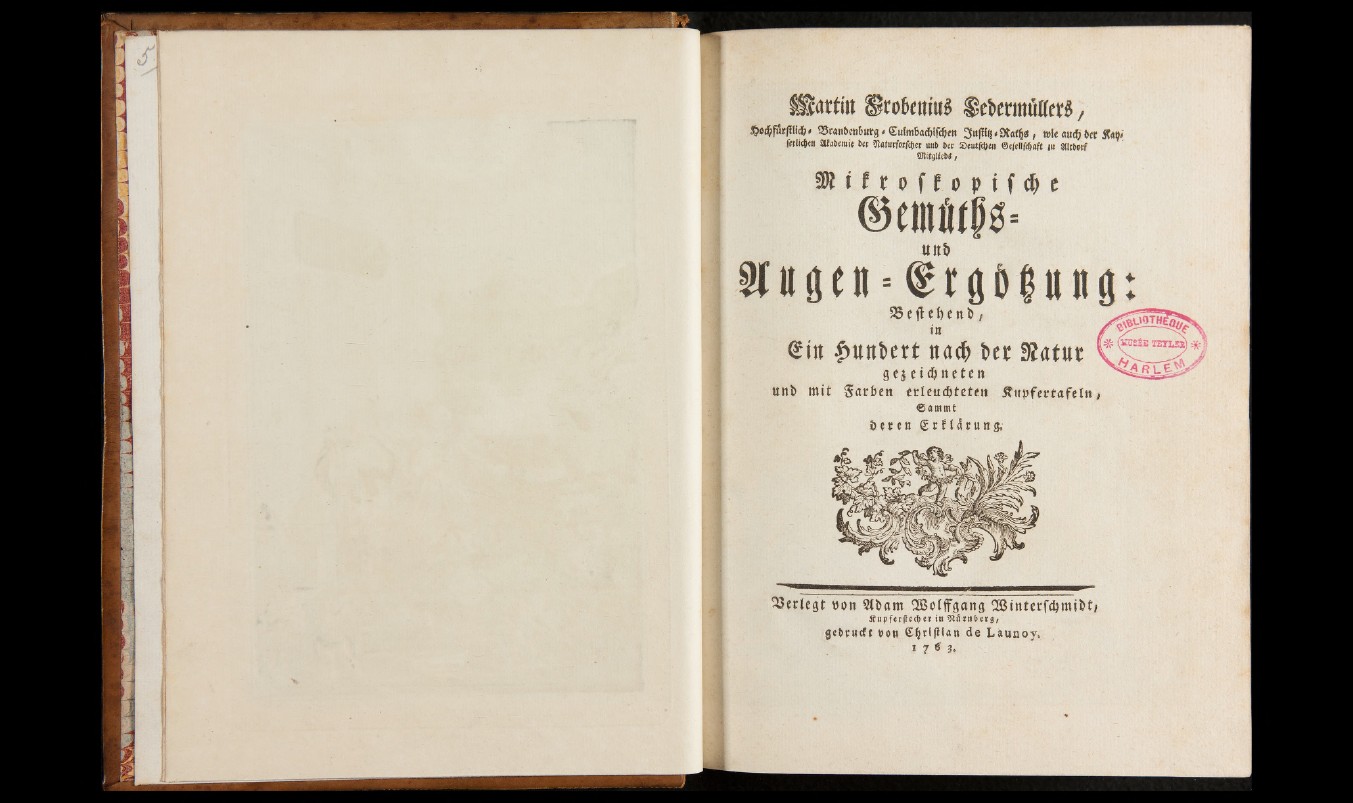 5
Martin Frobenius Ledermüllers,
Hochfürstlich-Brandenburg-Culmbachischen Justitz-Raths, wie auch der Kay-
serlichen Akademie der Naturforscher und der Deutschen Gesellschaft zu Altdorf
Mitglieds,
Mikroskopische
Gemüths-
und
Augen-Ergötzung:
Bestehend,
in
Ein Hundert nach der Natur
gezeichneten
und mit Farben erleuchteten Kupfertafeln,
Sammt
deren Erklärung.
BIBLIOTHÈQUE
MUSÉE TEYLER
HARLEM
Verlegt von Adam Wolffgang Winterschmidt,
Kupferstecher in Nürnberg,
gedruckt von Christian de Launoy.
1763.